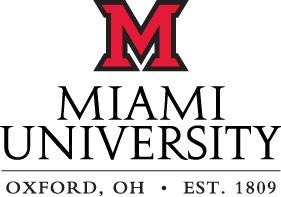 M
MIAMI
UNIVERSITY
OXFORD, OH • EST. 1809